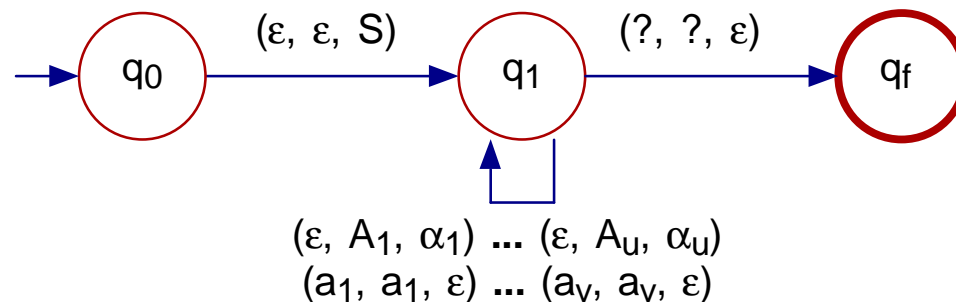 (ε, ε, S) (?, ?, ε)
q0 q1 qf
(ε, A1, α1) ... (ε, Au, αu)
(a1, a1, ε) ... (av, av, ε)